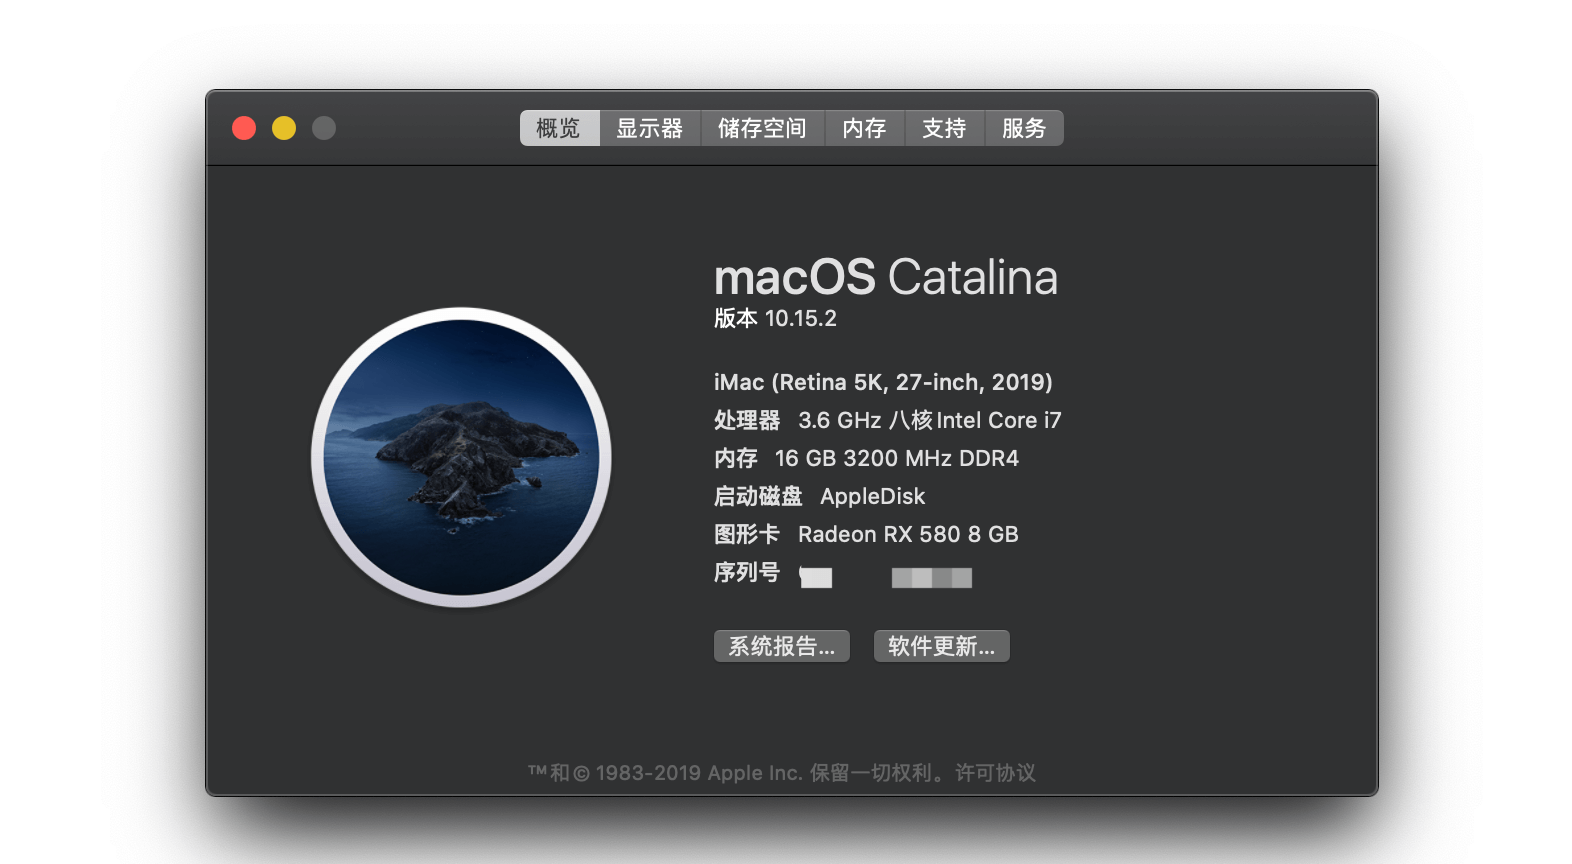 概览 显示器 储存空间 内存 支持 服务
macOS Catalina
版本 10.15.2
iMac (Retina 5K, 27-inch, 2019)
处理器 3.6 GHz 八核Intel Core i7
内存 16 GB 3200 MHz DDR4
启动磁盘 AppleDisk
图形卡 Radeon RX 580 8 GB
序列号
系统报告... 软件更新...
™和© 1983-2019 Apple Inc. 保留一切权利。许可协议